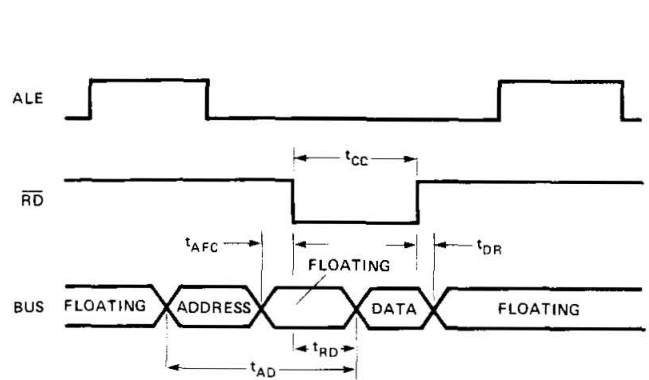 ALE
tCC
RD
tAFC
tDR
FLOATING
BUS FLOATING ADDRESS DATA FLOATING
tRD
tAD